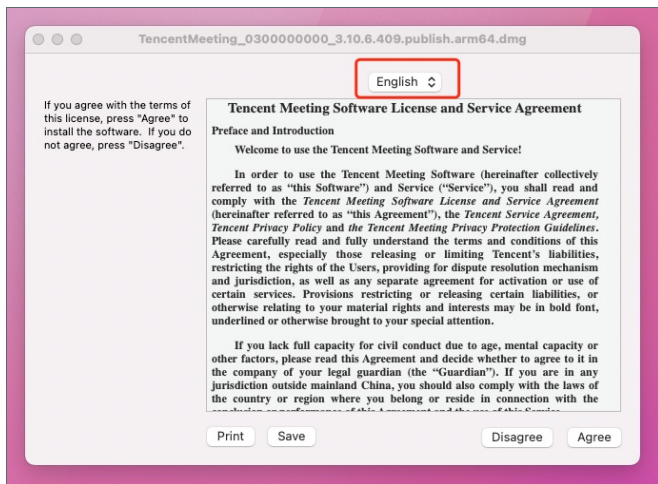 TencentMeeting_0300000000_3.10.6.409.publish.arm64.dmg
English
If you agree with the terms of
this license, press "Agree" to
install the software.  If you do
not agree, press "Disagree".
Tencent Meeting Software License and Service Agreement
Preface and Introduction
Welcome to use the Tencent Meeting Software and Service!
In order to use the Tencent Meeting Software (hereinafter collectively
referred to as “this Software”) and Service (“Service”), you shall read and
comply with the Tencent Meeting Software License and Service Agreement
(hereinafter referred to as “this Agreement”), the Tencent Service Agreement,
Tencent Privacy Policy and the Tencent Meeting Privacy Protection Guidelines.
Please carefully read and fully understand the terms and conditions of this
Agreement, especially those releasing or limiting Tencent’s liabilities,
restricting the rights of the Users, providing for dispute resolution mechanism
and jurisdiction, as well as any separate agreement for activation or use of
certain services. Provisions restricting or releasing certain liabilities, or
otherwise relating to your material rights and interests may be in bold font,
underlined or otherwise brought to your special attention.
If you lack full capacity for civil conduct due to age, mental capacity or
other factors, please read this Agreement and decide whether to agree to it in
the company of your legal guardian (the “Guardian”). If you are in any
jurisdiction outside mainland China, you should also comply with the laws of
the country or region where you belong or reside in connection with the
conclusion or performance of this Agreement and the use of this Service.
Print
Save
Disagree
Agree